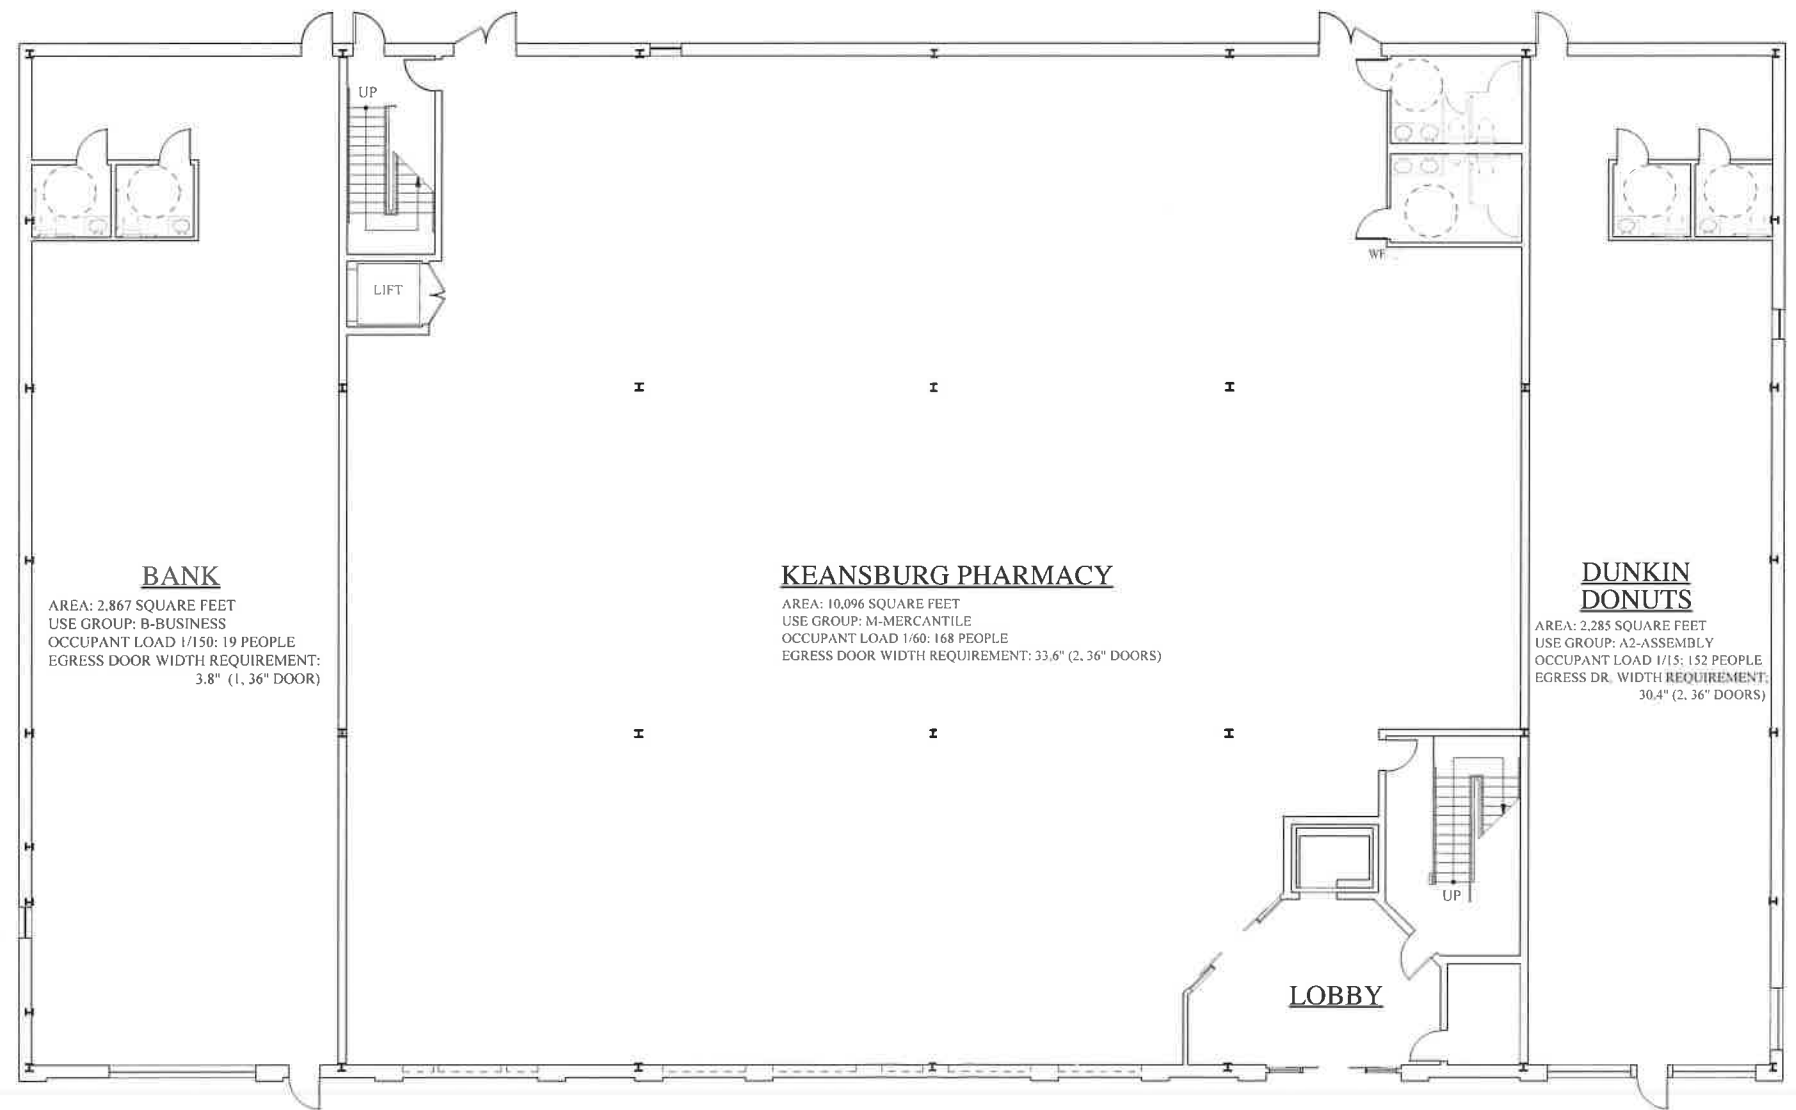 UP
WF
LIFT
BANK
AREA: 2,867 SQUARE FEET
USE GROUP: B-BUSINESS
OCCUPANT LOAD 1/150: 19 PEOPLE
EGRESS DOOR WIDTH REQUIREMENT:
3.8" (1, 36" DOOR)
KEANSBURG PHARMACY
AREA: 10,096 SQUARE FEET
USE GROUP: M-MERCANTILE
OCCUPANT LOAD 1/60: 168 PEOPLE
EGRESS DOOR WIDTH REQUIREMENT: 33,6" (2, 36" DOORS)
DUNKIN
DONUTS
AREA: 2,285 SQUARE FEET
USE GROUP: A2-ASSEMBLY
OCCUPANT LOAD 1/15: 152 PEOPLE
EGRESS DR. WIDTH REQUIREMENT:
30.4" (2, 36" DOORS)
UP
LOBBY